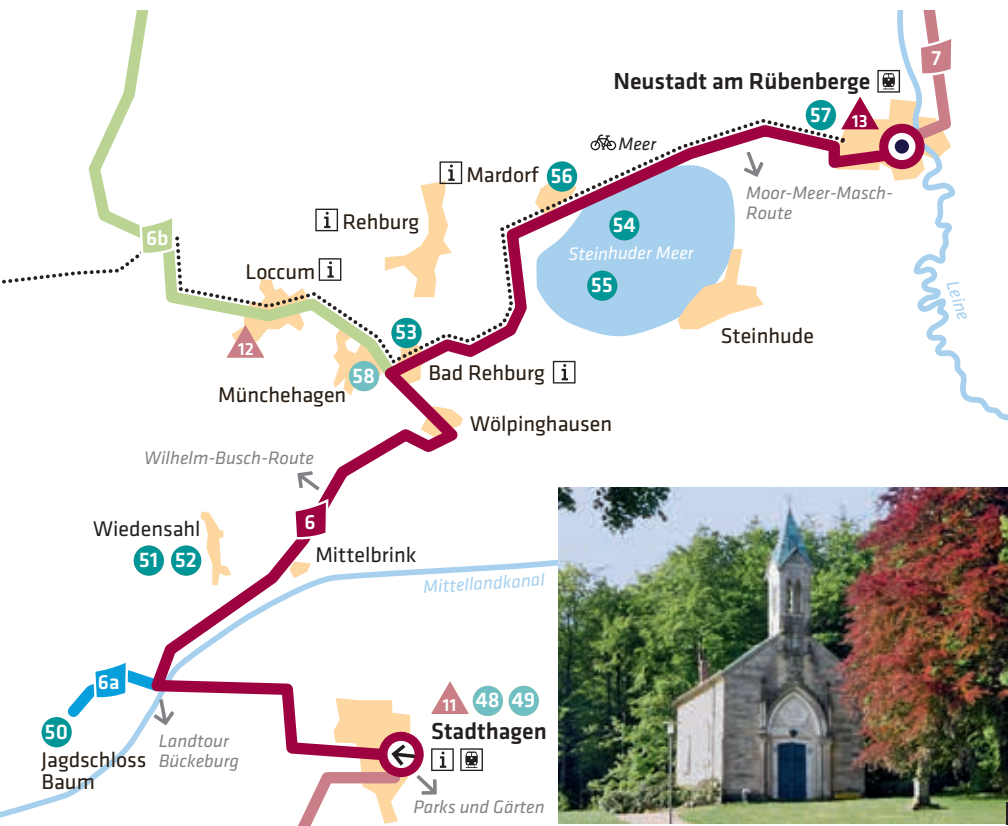 7
Neustadt am Rübenberge
57
13
Meer
i Mardorf 56
Moor-Meer-Masch-
Route
i Rehburg
54
6b
Steinhuder Meer
Loccum i
55
Leine
53
Steinhude
12
58
Bad Rehburg i
Münchehagen
Wölpinghausen
Wilhelm-Busch-Route
6
Wiedensahl
51 52
Mittelbrink
Mittellandkanal
6a
11 48 49
50
Stadthagen
Landtour
Bückeburg
i
Jagdschloss
Baum
Parks und Gärten